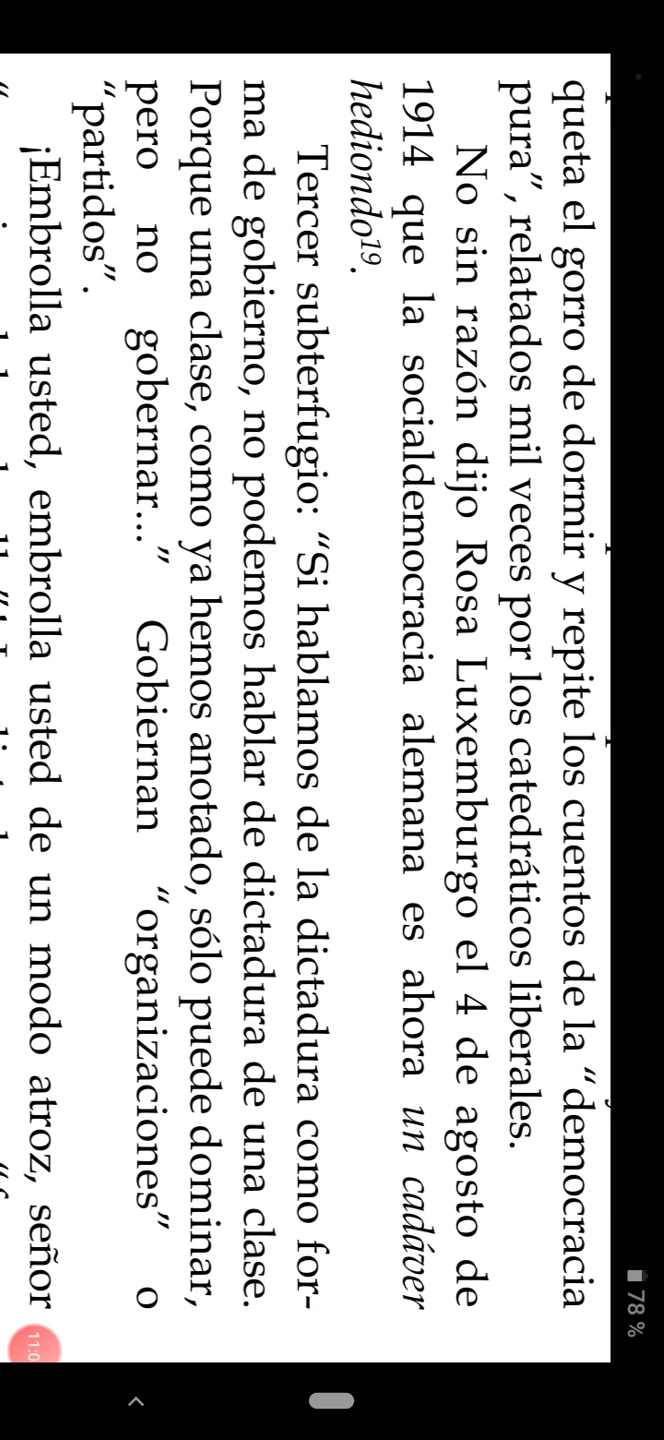 78 %
queta el gorro de dormir y repite los cuentos de la “democracia
pura”, relatados mil veces por los catedráticos liberales.
No sin razón dijo Rosa Luxemburgo el 4 de agosto de
1914 que la socialdemocracia alemana es ahora un cadáver
hediondo¹⁹.
Tercer subterfugio: “Si hablamos de la dictadura como for-
ma de gobierno, no podemos hablar de dictadura de una clase.
Porque una clase, como ya hemos anotado, sólo puede dominar,
pero no gobernar...” Gobiernan “organizaciones” o
“partidos”.
¡Embrolla usted, embrolla usted de un modo atroz, señor